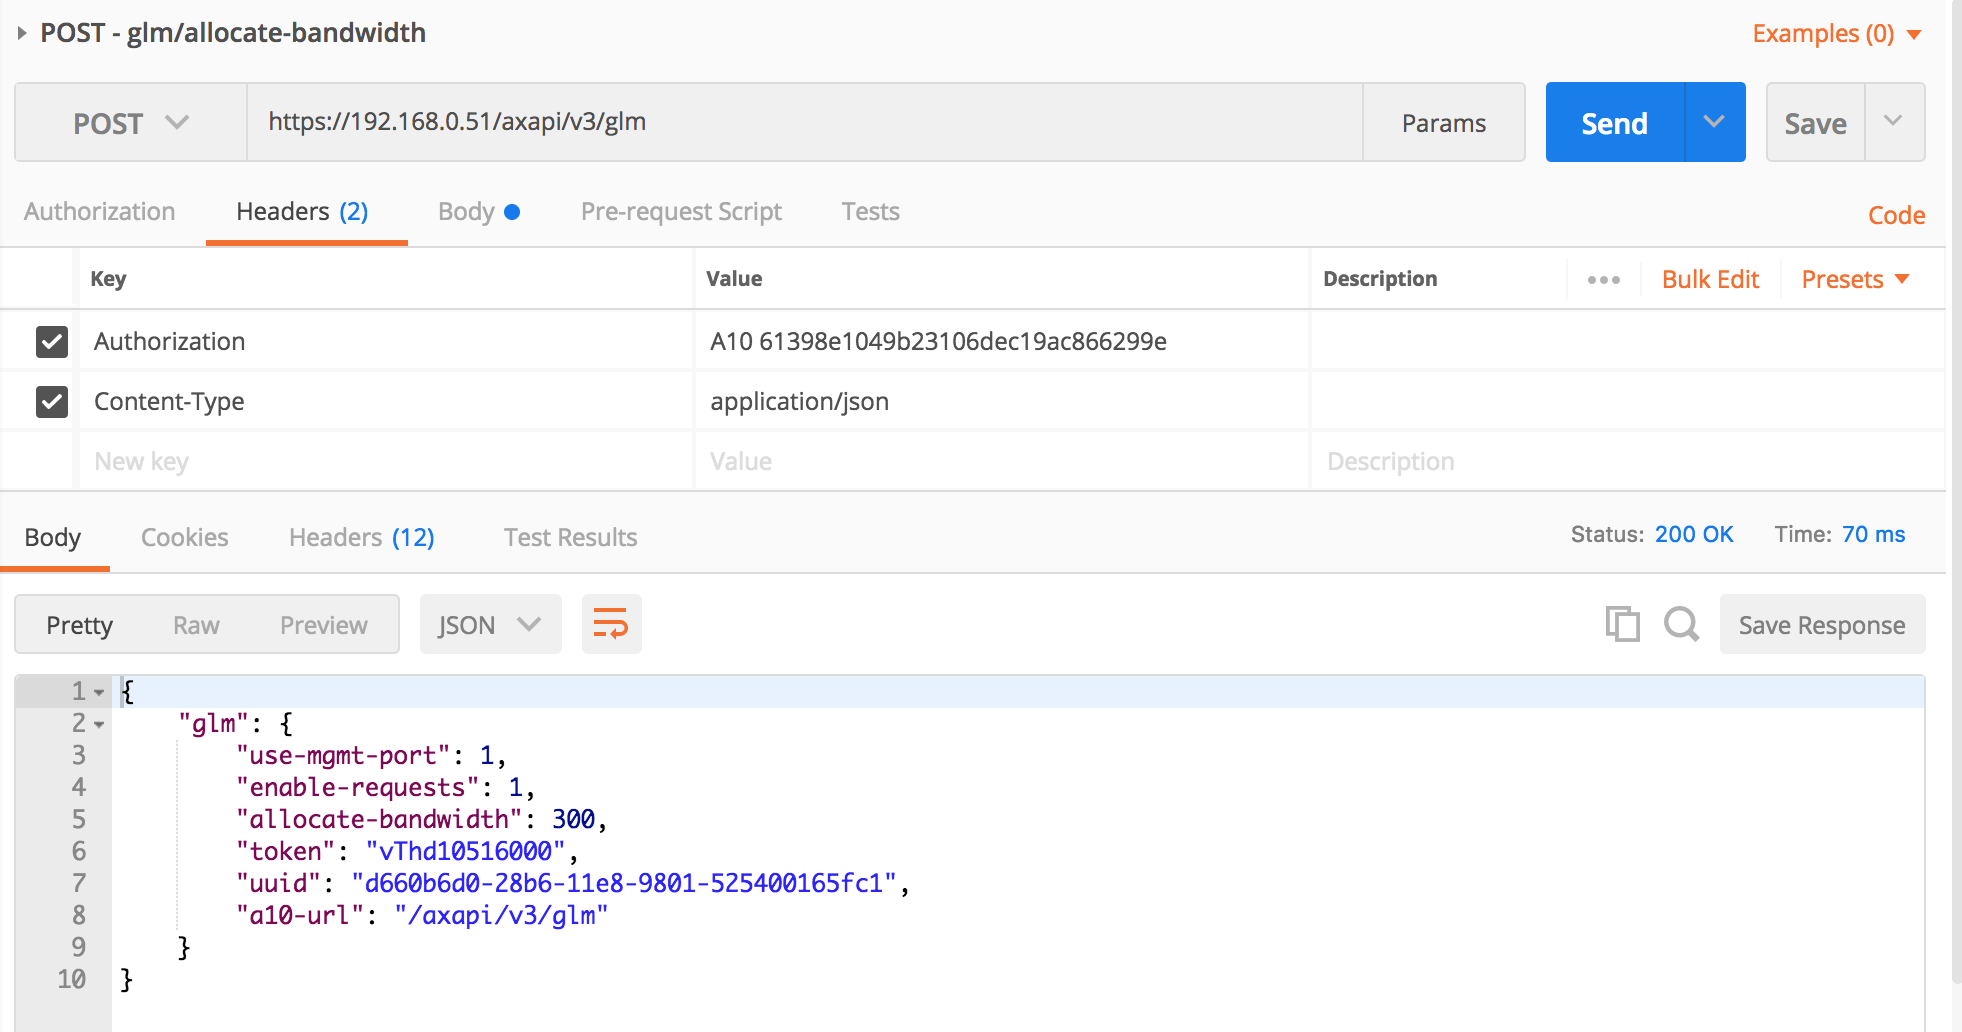 POST - glm/allocate-bandwidth Examples (0)
POST https://192.168.0.51/axapi/v3/glm Params Send Save
Authorization Headers (2) Body Pre-request Script Tests Code
Key Value Description Bulk Edit Presets
Authorization A10 61398e1049b23106dec19ac866299e
Content-Type application/json
New key Value Description
Body Cookies Headers (12) Test Results Status: 200 OK Time: 70 ms
Pretty Raw Preview JSON Save Response
1 {
2 "glm": {
3 "use-mgmt-port": 1,
4 "enable-requests": 1,
5 "allocate-bandwidth": 300,
6 "token": "vThd10516000",
7 "uuid": "d660b6d0-28b6-11e8-9801-525400165fc1",
8 "a10-url": "/axapi/v3/glm"
9 }
10 }